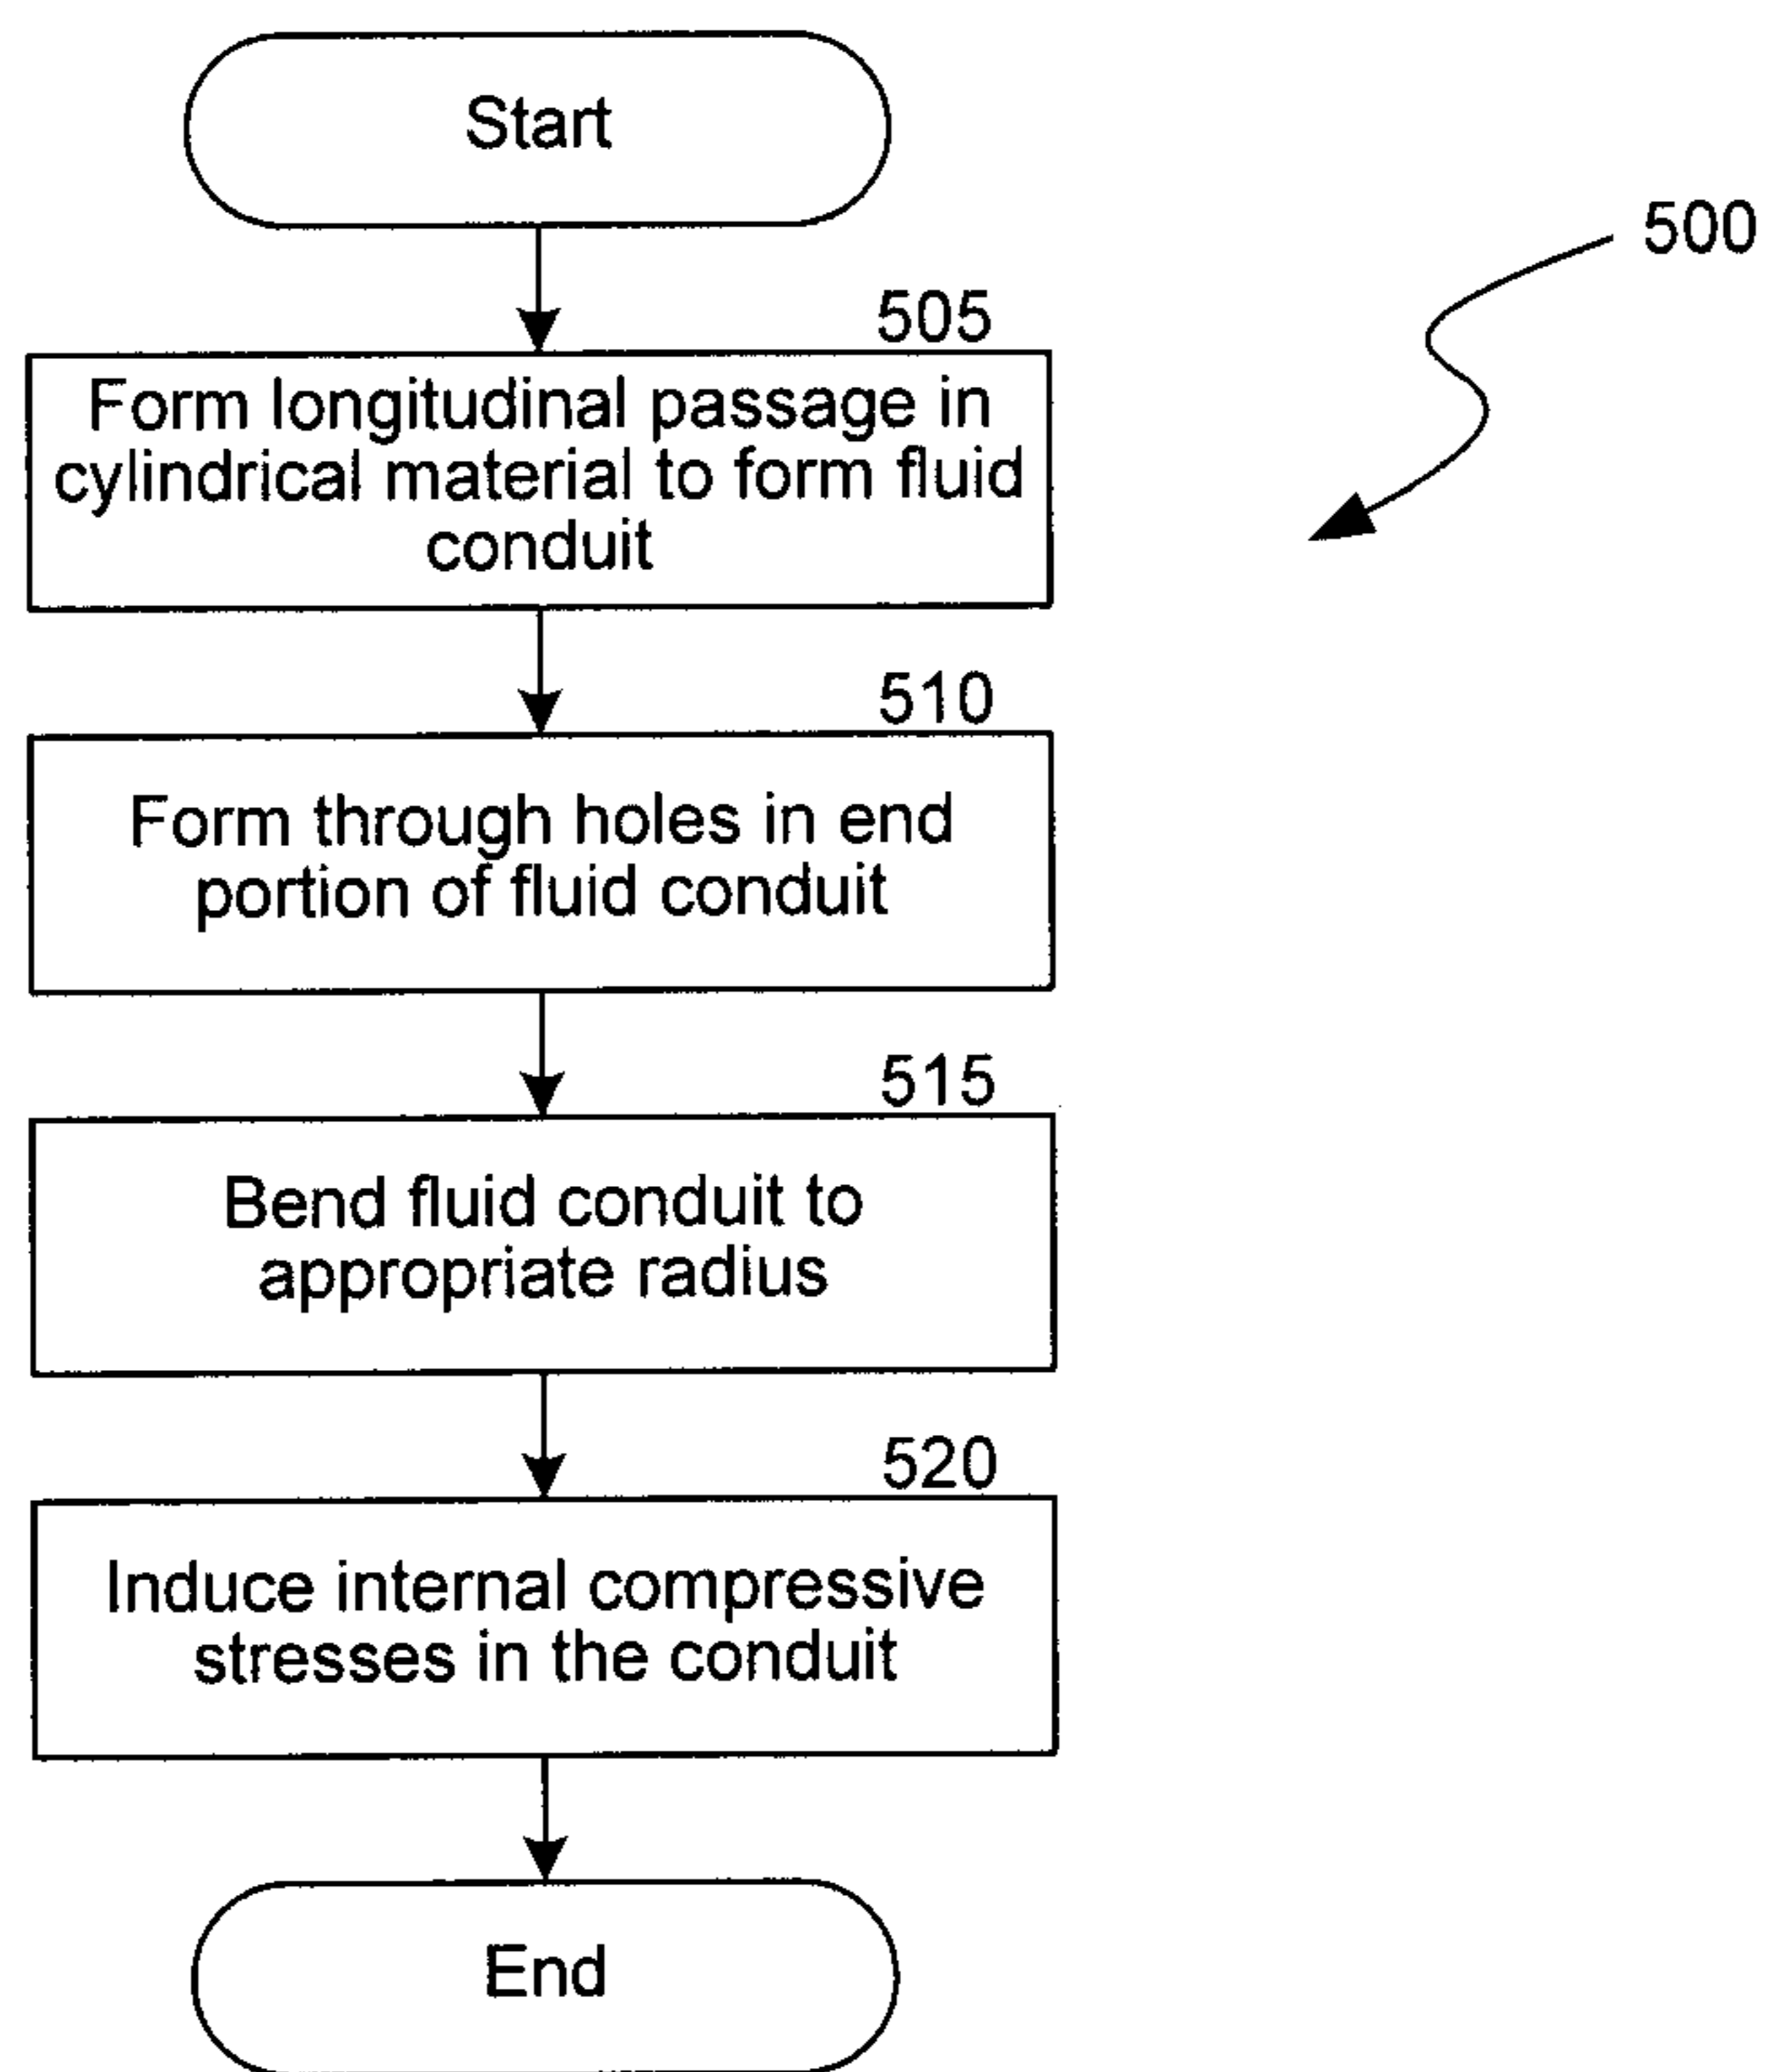 Start
500
505
Form longitudinal passage in
cylindrical material to form fluid
conduit
510
Form through holes in end
portion of fluid conduit
515
Bend fluid conduit to
appropriate radius
520
Induce internal compressive
stresses in the conduit
End